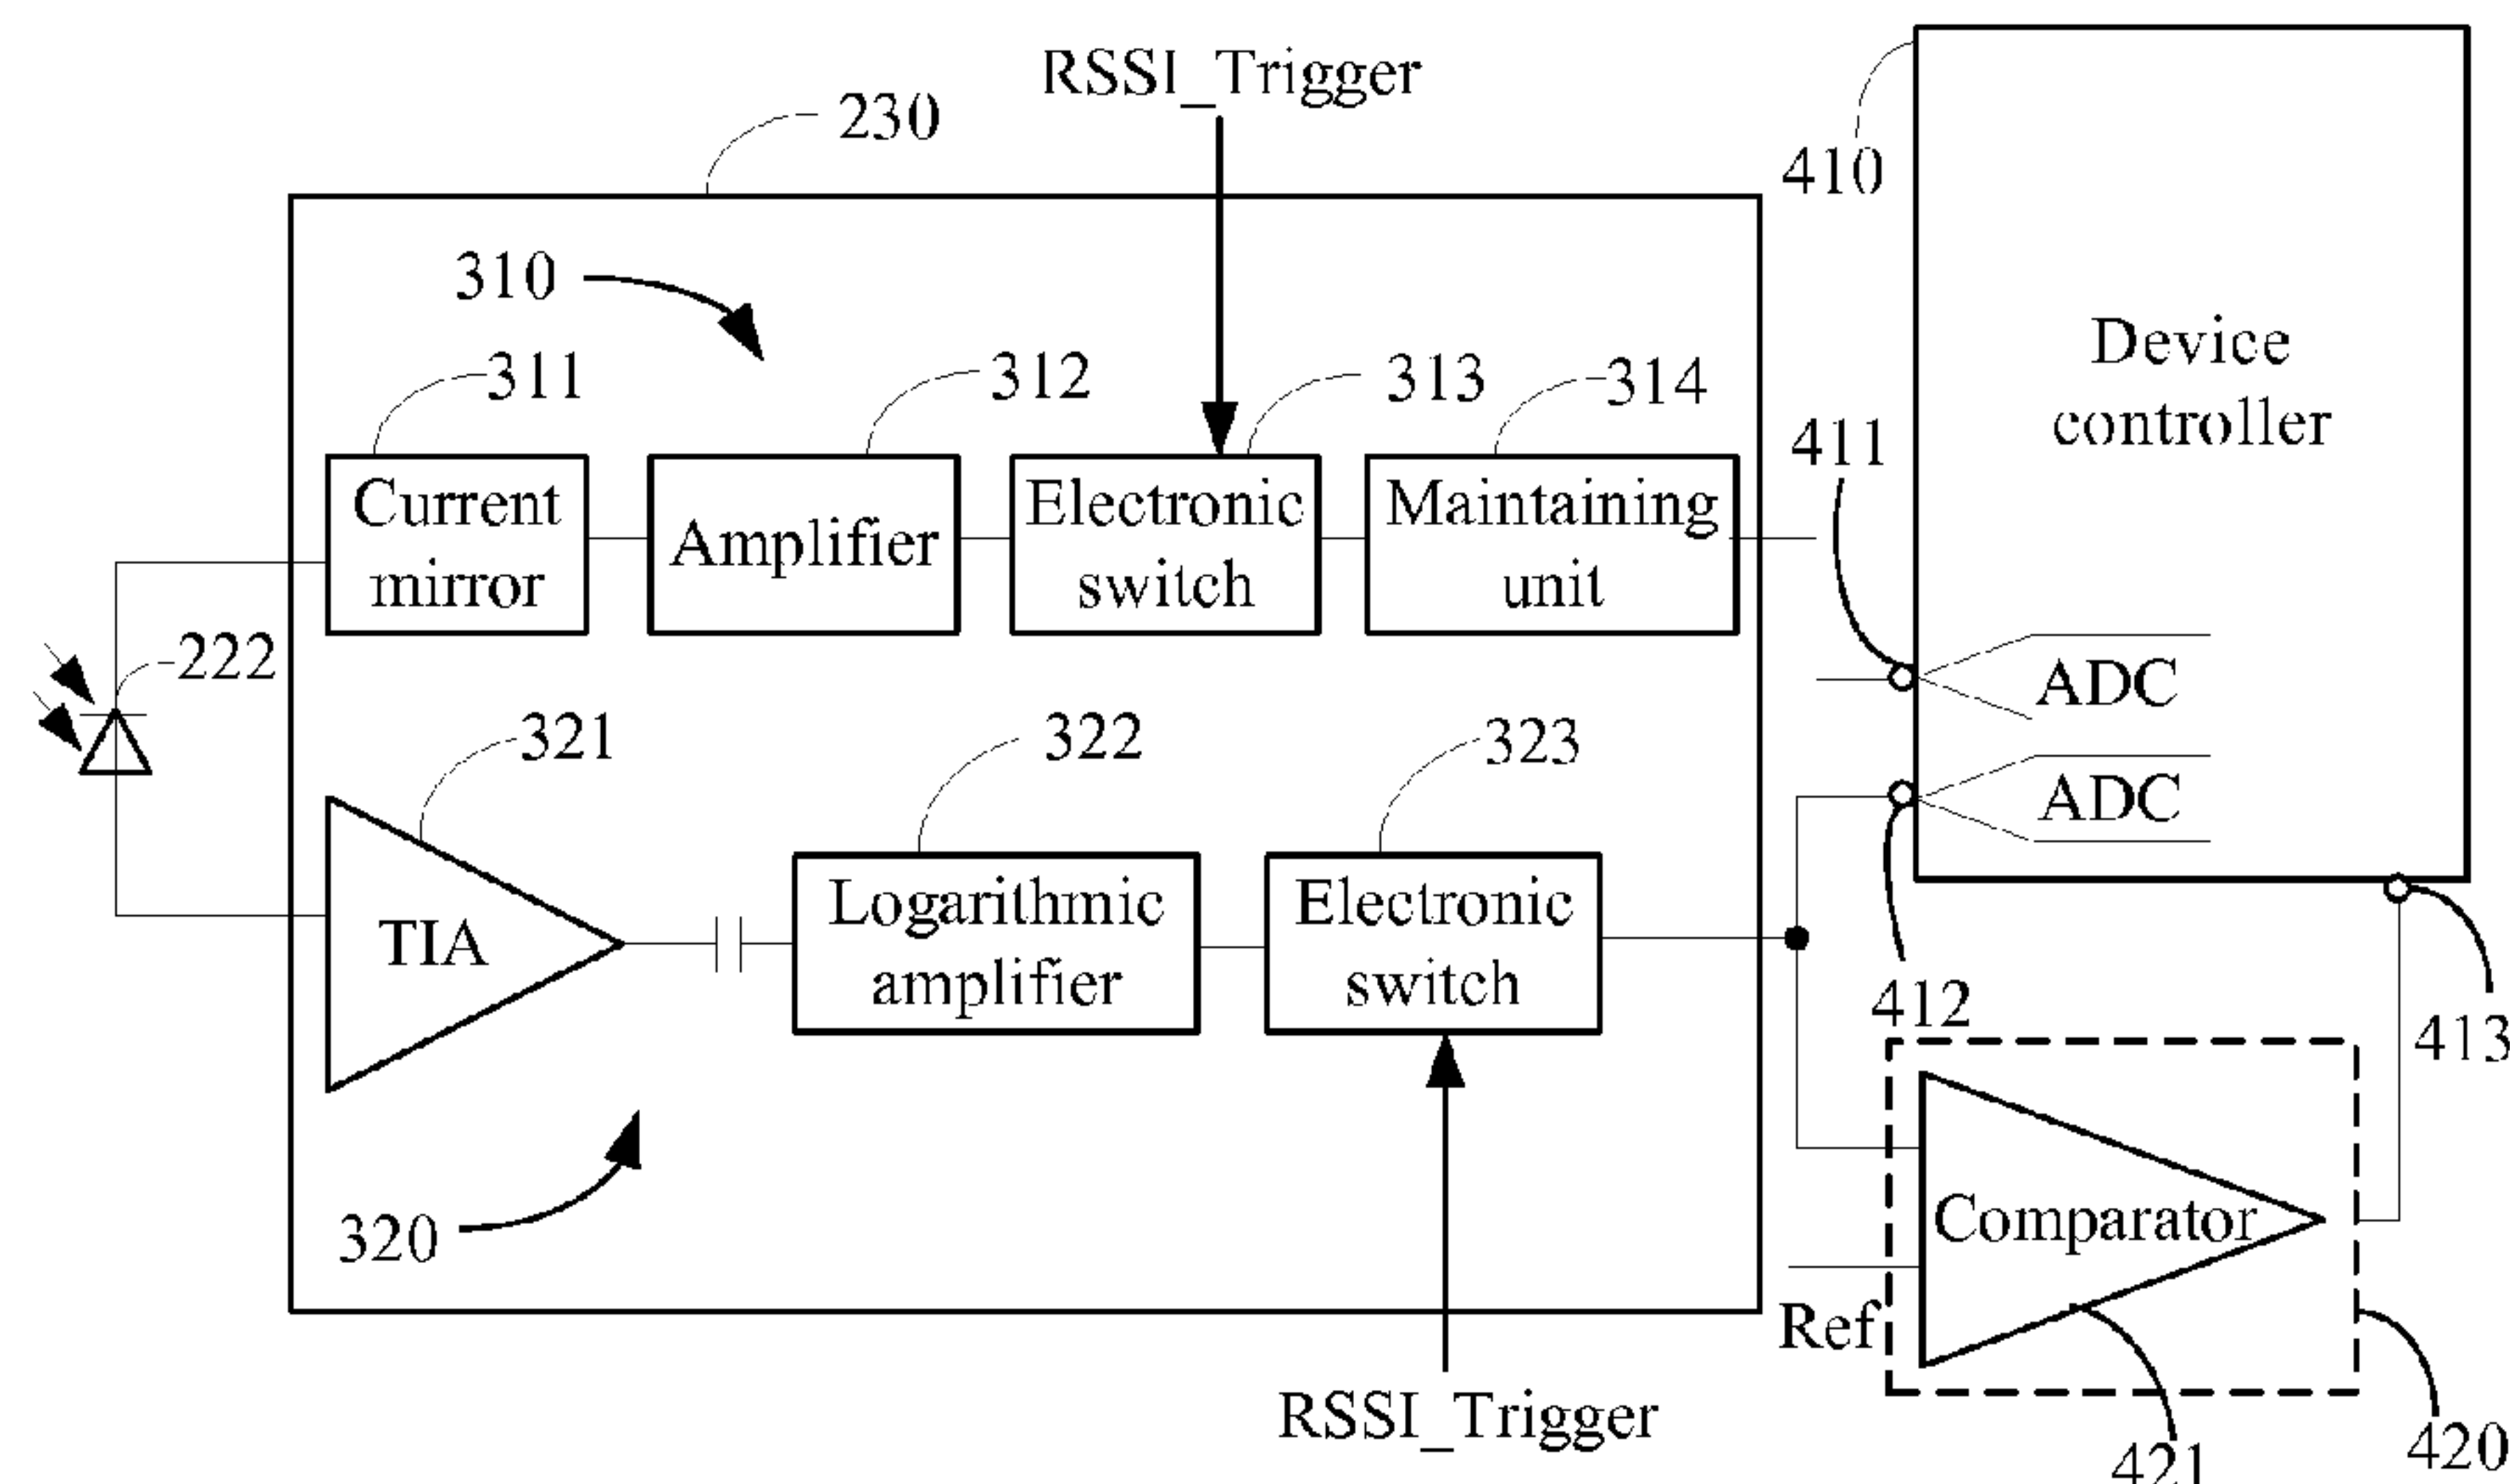 RSSI_Trigger
230
410
310
311
312
313
314
411
Device
controller
Current
mirror
Amplifier
Electronic
switch
Maintaining
unit
222
ADC
ADC
321
322
323
TIA
Logarithmic
amplifier
Electronic
switch
412
413
320
Comparator
Ref
RSSI_Trigger
421
420